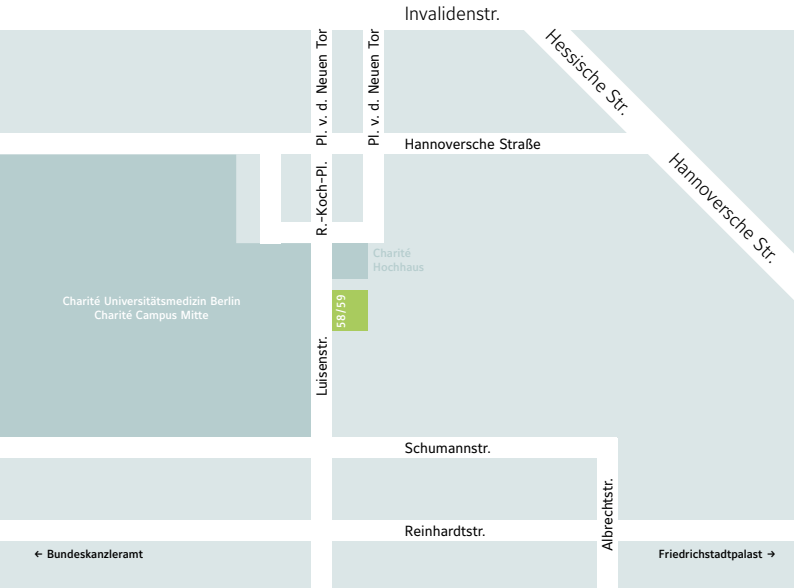 Invalidenstr.
Pl. v. d. Neuen Tor
Pl. v. d. Neuen Tor
Hessische Str.
Hannoversche Straße
Hannoversche Str.
R.-Koch-Pl.
Charité
Hochhaus
Charité Universitätsmedizin Berlin
Charité Campus Mitte
58/59
Luisenstr.
Schumannstr.
Albrechtstr.
Reinhardtstr.
← Bundeskanzleramt
Friedrichstadtpalast →